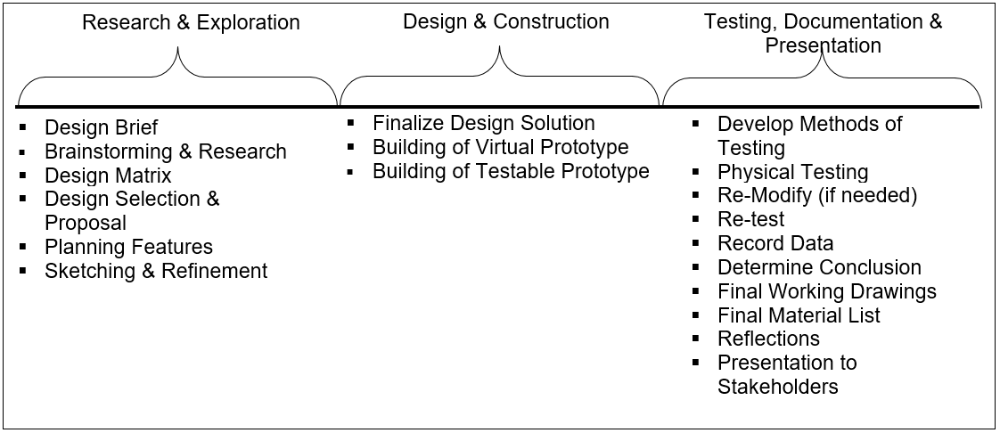 Research & Exploration
Design & Construction
Testing, Documentation &
Presentation
▪ Design Brief
▪ Brainstorming & Research
▪ Design Matrix
▪ Design Selection &
Proposal
▪ Planning Features
▪ Sketching & Refinement
▪ Finalize Design Solution
▪ Building of Virtual Prototype
▪ Building of Testable Prototype
▪ Develop Methods of
Testing
▪ Physical Testing
▪ Re-Modify (if needed)
▪ Re-test
▪ Record Data
▪ Determine Conclusion
▪ Final Working Drawings
▪ Final Material List
▪ Reflections
▪ Presentation to
Stakeholders